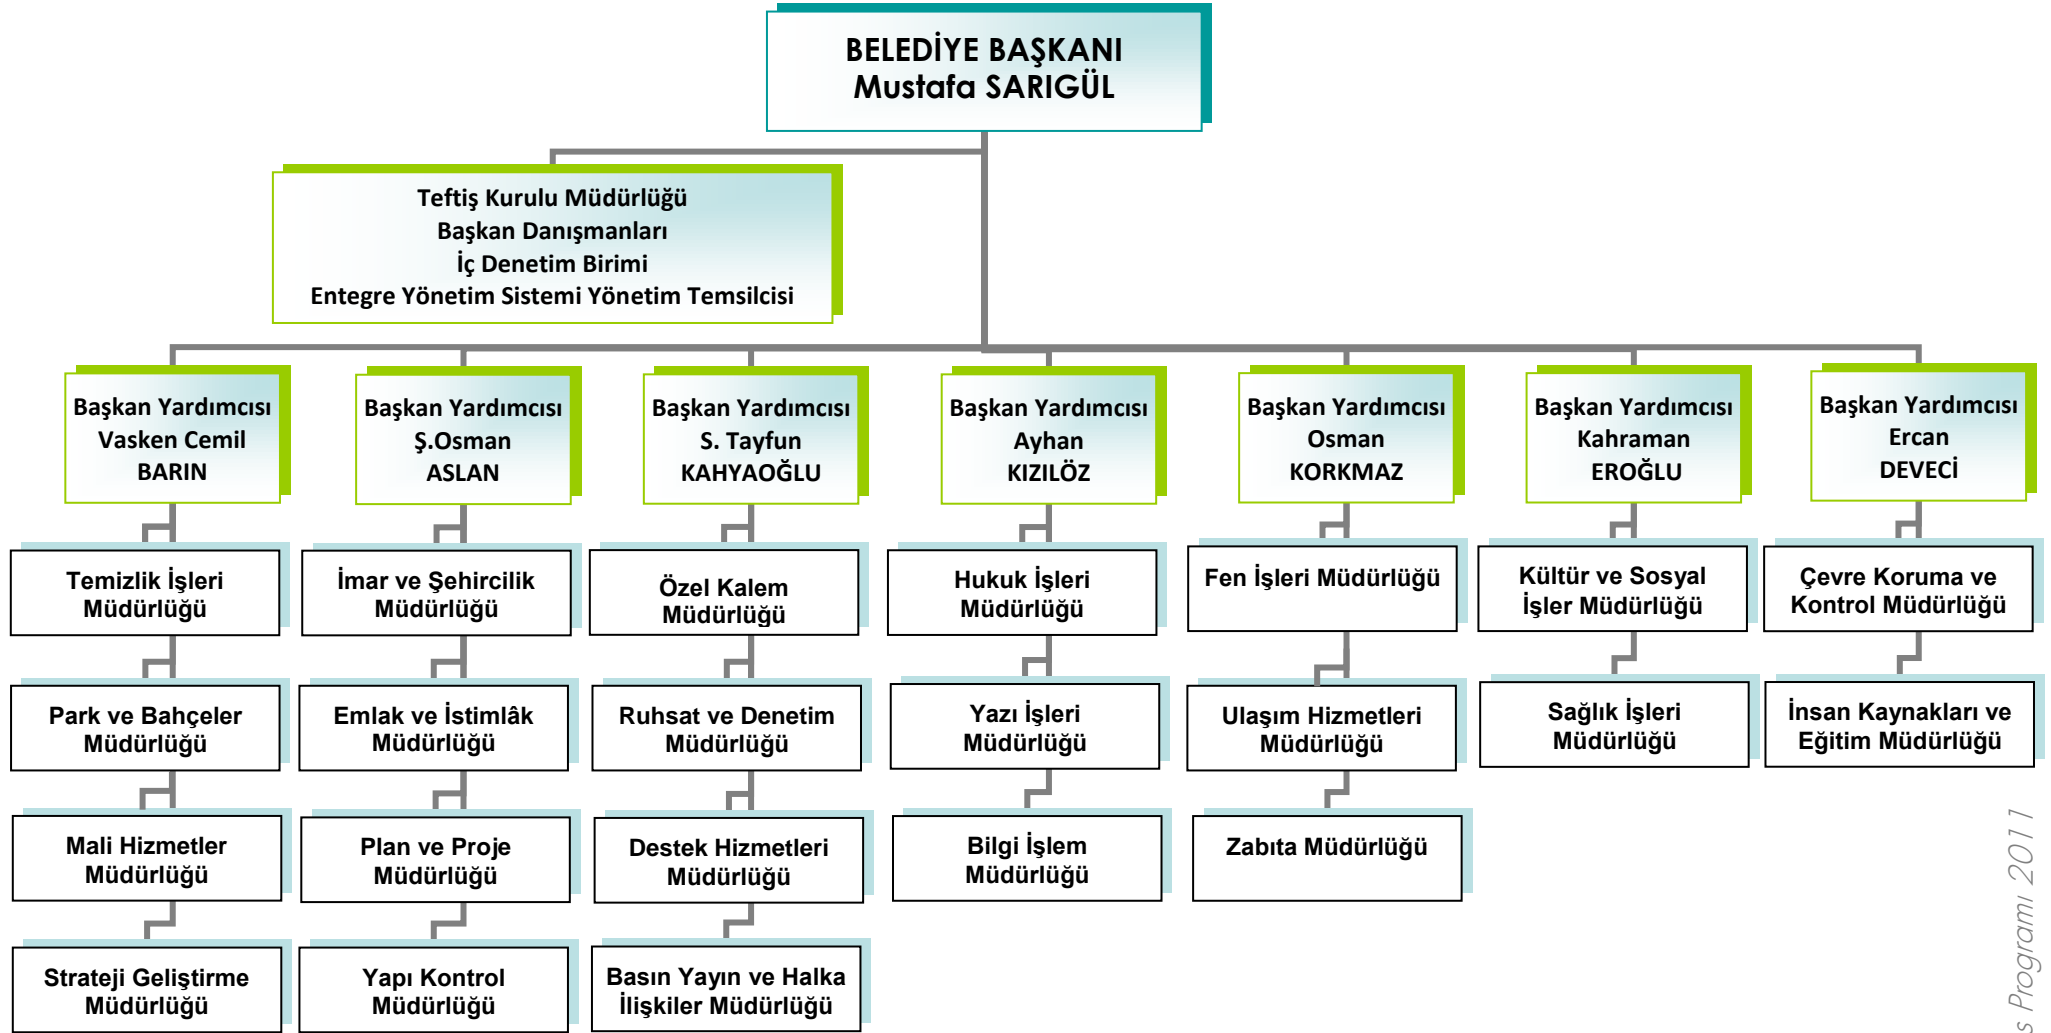 BELEDİYE BAŞKANI
Mustafa SARIGÜL
Teftiş Kurulu Müdürlüğü
Başkan Danışmanları
İç Denetim Birimi
Entegre Yönetim Sistemi Yönetim Temsilcisi
Başkan Yardımcısı
Vasken Cemil
BARIN
Başkan Yardımcısı
Ş.Osman
ASLAN
Başkan Yardımcısı
S. Tayfun
KAHYAOĞLU
Başkan Yardımcısı
Ayhan
KIZILÖZ
Başkan Yardımcısı
Osman
KORKMAZ
Başkan Yardımcısı
Kahraman
EROĞLU
Başkan Yardımcısı
Ercan
DEVECİ
Temizlik İşleri
Müdürlüğü
İmar ve Şehircilik
Müdürlüğü
Özel Kalem
Müdürlüğü
Hukuk İşleri
Müdürlüğü
Fen İşleri Müdürlüğü
Kültür ve Sosyal
İşler Müdürlüğü
Çevre Koruma ve
Kontrol Müdürlüğü
Park ve Bahçeler
Müdürlüğü
Emlak ve İstimlâk
Müdürlüğü
Ruhsat ve Denetim
Müdürlüğü
Yazı İşleri
Müdürlüğü
Ulaşım Hizmetleri
Müdürlüğü
Sağlık İşleri
Müdürlüğü
İnsan Kaynakları ve
Eğitim Müdürlüğü
Mali Hizmetler
Müdürlüğü
Plan ve Proje
Müdürlüğü
Destek Hizmetleri
Müdürlüğü
Bilgi İşlem
Müdürlüğü
Zabıta Müdürlüğü
Strateji Geliştirme
Müdürlüğü
Yapı Kontrol
Müdürlüğü
Basın Yayın ve Halka
İlişkiler Müdürlüğü
s Programı 2011